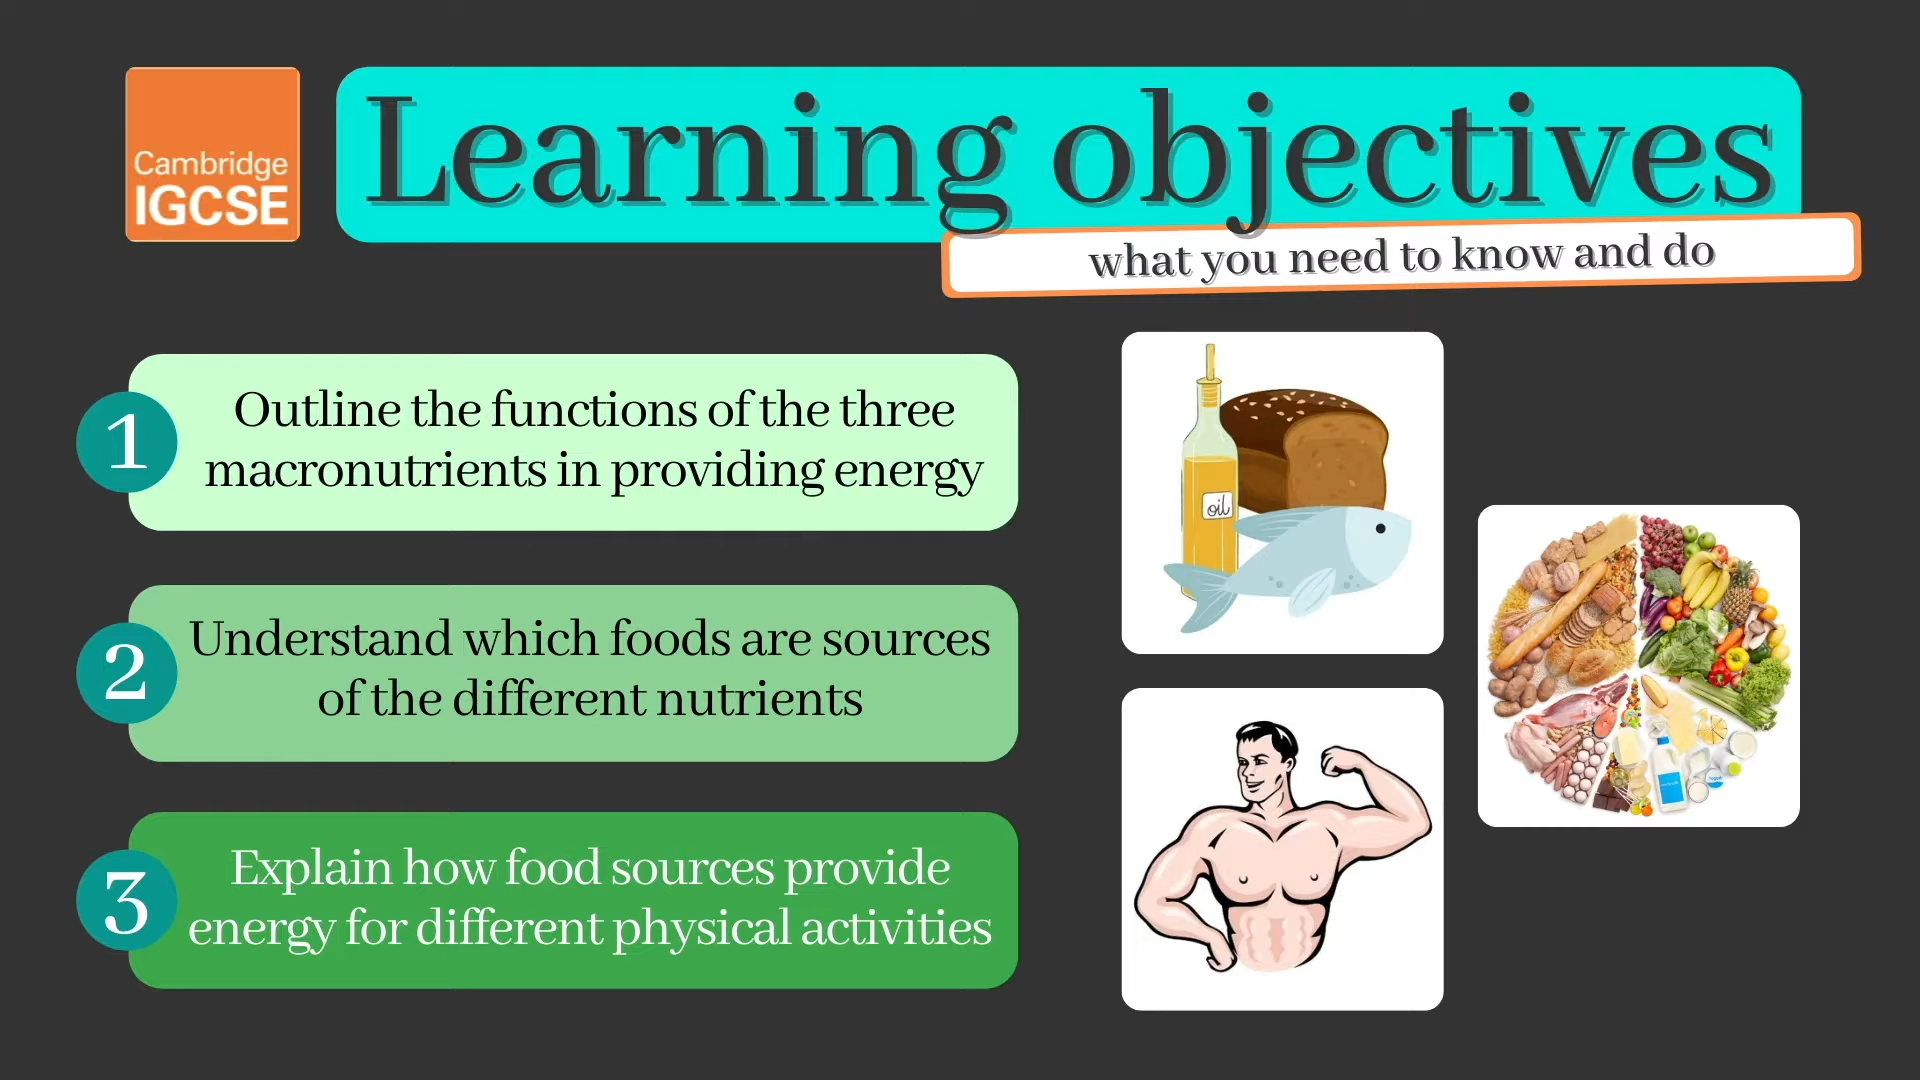 Cambridge
IGCSE
Learning objectives
what you need to know and do
1
Outline the functions of the three
macronutrients in providing energy
2
Understand which foods are sources
of the different nutrients
3
Explain how food sources provide
energy for different physical activities
oil